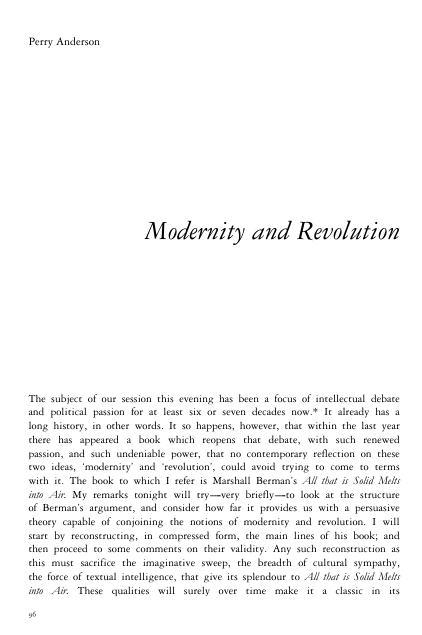 Perry Anderson
Modernity and Revolution
The subject of our session this evening has been a focus of intellectual debate
and political passion for at least six or seven decades now.* It already has a
long history, in other words. It so happens, however, that within the last year
there has appeared a book which reopens that debate, with such renewed
passion, and such undeniable power, that no contemporary reflection on these
two ideas, ‘modernity’ and ‘revolution’, could avoid trying to come to terms
with it. The book to which I refer is Marshall Berman’s All that is Solid Melts
into Air. My remarks tonight will try—very briefly—to look at the structure
of Berman’s argument, and consider how far it provides us with a persuasive
theory capable of conjoining the notions of modernity and revolution. I will
start by reconstructing, in compressed form, the main lines of his book; and
then proceed to some comments on their validity. Any such reconstruction as
this must sacrifice the imaginative sweep, the breadth of cultural sympathy,
the force of textual intelligence, that give its splendour to All that is Solid Melts
into Air. These qualities will surely over time make it a classic in its
96